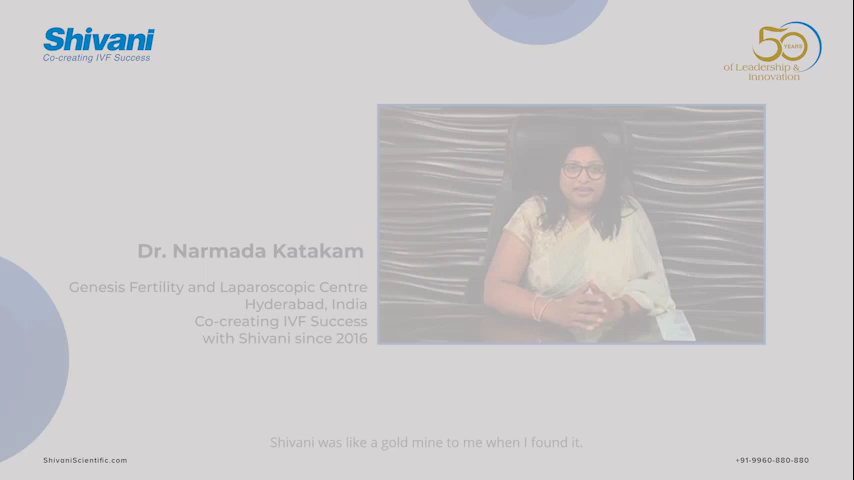 Shivani
Co-creating IVF Success
50
YEARS
of Leadership &
Innovation
Dr. Narmada Katakam
Genesis Fertility and Laparoscopic Centre
Hyderabad, India
Co-creating IVF Success
with Shivani since 2016
Shivani was like a gold mine to me when I found it.
ShivaniScientific.com
+91-9960-880-880